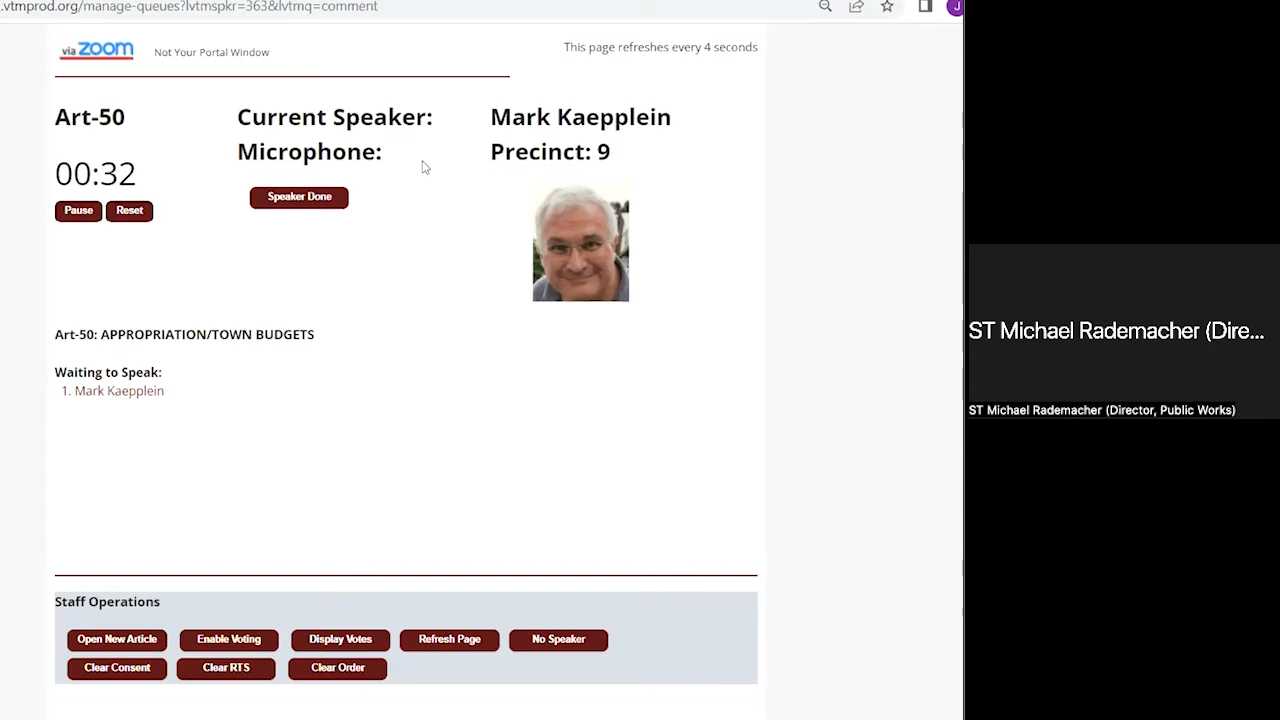 .vtmprod.org/manage-queues?lvtmspkr=363&lvtmq=comment
J
via zoom
Not Your Portal Window
This page refreshes every 4 seconds
Art-50
Current Speaker:
Mark Kaepplein
Microphone:
Precinct: 9
00:32
Pause
Reset
Speaker Done
Art-50: APPROPRIATION/TOWN BUDGETS
Waiting to Speak:
1. Mark Kaepplein
Staff Operations
Open New Article
Enable Voting
Display Votes
Refresh Page
No Speaker
Clear Consent
Clear RTS
Clear Order
ST Michael Rademacher (Dire...
ST Michael Rademacher (Director, Public Works)